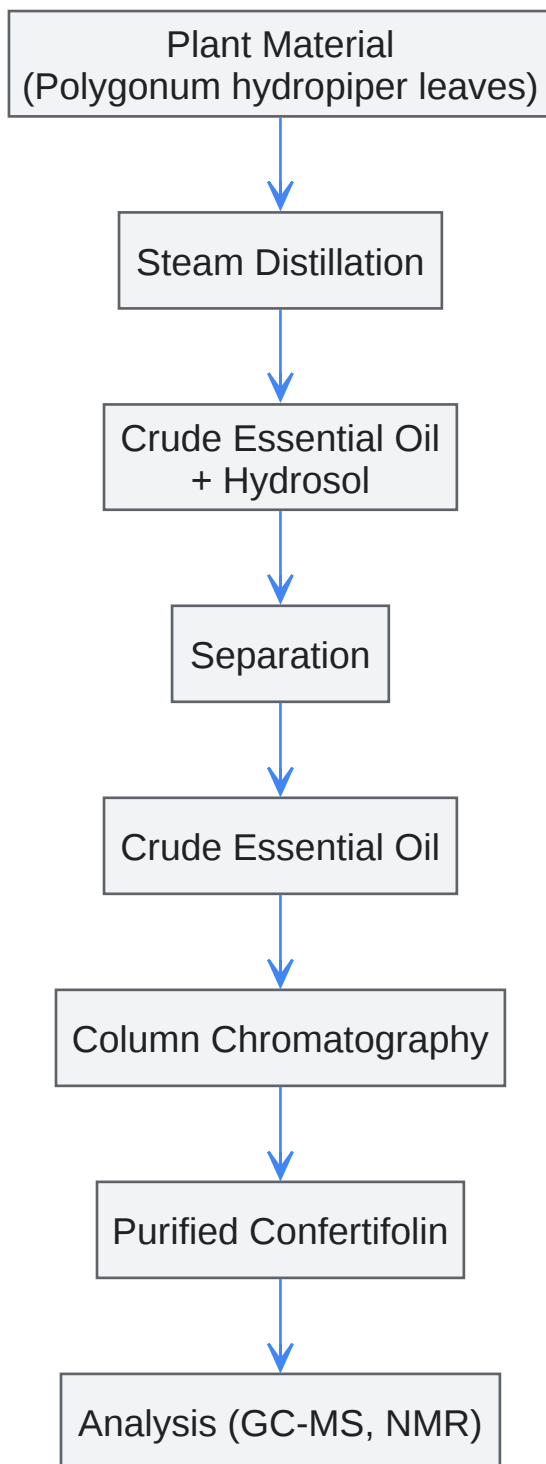 Plant Material
(Polygonum hydropiper leaves)
Steam Distillation
Crude Essential Oil
+ Hydrosol
Separation
Crude Essential Oil
Column Chromatography
Purified Confertifolin
Analysis (GC-MS, NMR)